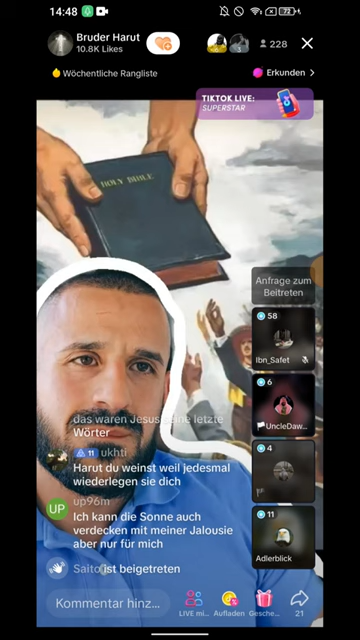 14:48
72
Bruder Harut
10.8K Likes
228
Wöchentliche Rangliste
Erkunden
TIKTOK LIVE:
SUPERSTAR
HOLY BIBLE
Anfrage zum
Beitreten
58
Ibn_Safet
6
UncleDaw...
4
11
Adlerblick
das waren Jesus letzte
Wörter
11 ukhti
Harut du weinst weil jedesmal
wiederlegen sie dich
UP
up96m
Ich kann die Sonne auch
verdecken mit meiner Jalousie
aber nur für mich
Saito ist beigetreten
Kommentar hinz...
LIVE mi...
Aufladen
Gesche...
21